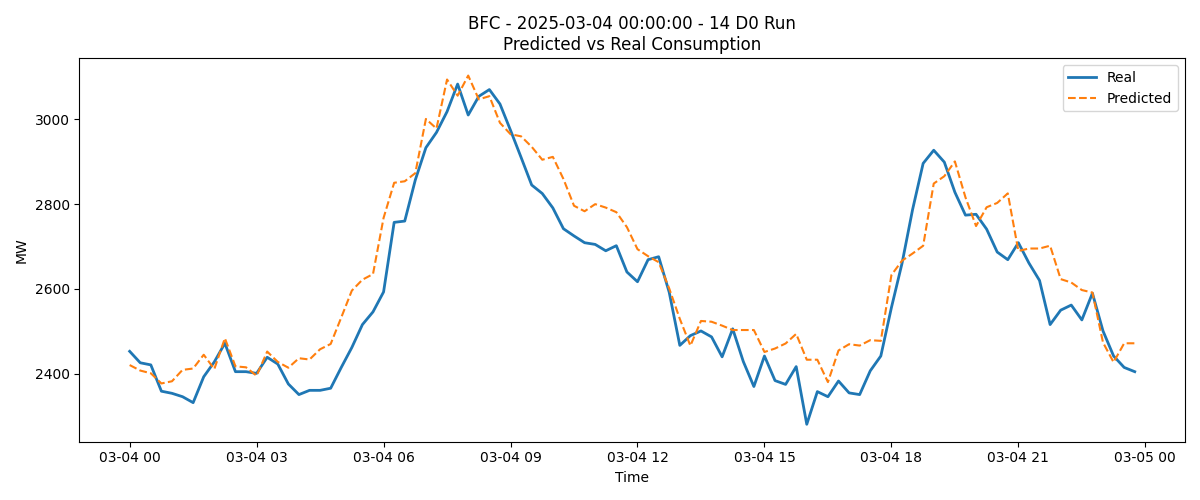 BFC - 2025-03-04 00:00:00 - 14 D0 Run
Predicted vs Real Consumption
Real
Predicted
MW
3000
2800
2600
2400
03-04 00
03-04 03
03-04 06
03-04 09
03-04 12
03-04 15
03-04 18
03-04 21
03-05 00
Time